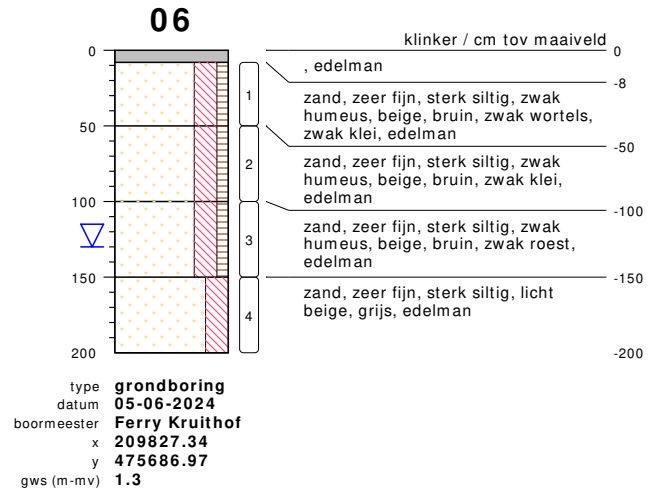 06
klinker / cm tov maaiveld
0
0
, edelman
-8
1
zand, zeer fijn, sterk siltig, zwak
humeus, beige, bruin, zwak wortels,
zwak klei, edelman
50
-50
2
zand, zeer fijn, sterk siltig, zwak
humeus, beige, bruin, zwak klei,
edelman
100
-100
3
zand, zeer fijn, sterk siltig, zwak
humeus, beige, bruin, zwak roest,
edelman
150
-150
4
zand, zeer fijn, sterk siltig, licht
beige, grijs, edelman
200
-200
type grondboring
datum 05-06-2024
boormeester Ferry Kruithof
x 209827.34
y 475686.97
gws (m-mv) 1.3